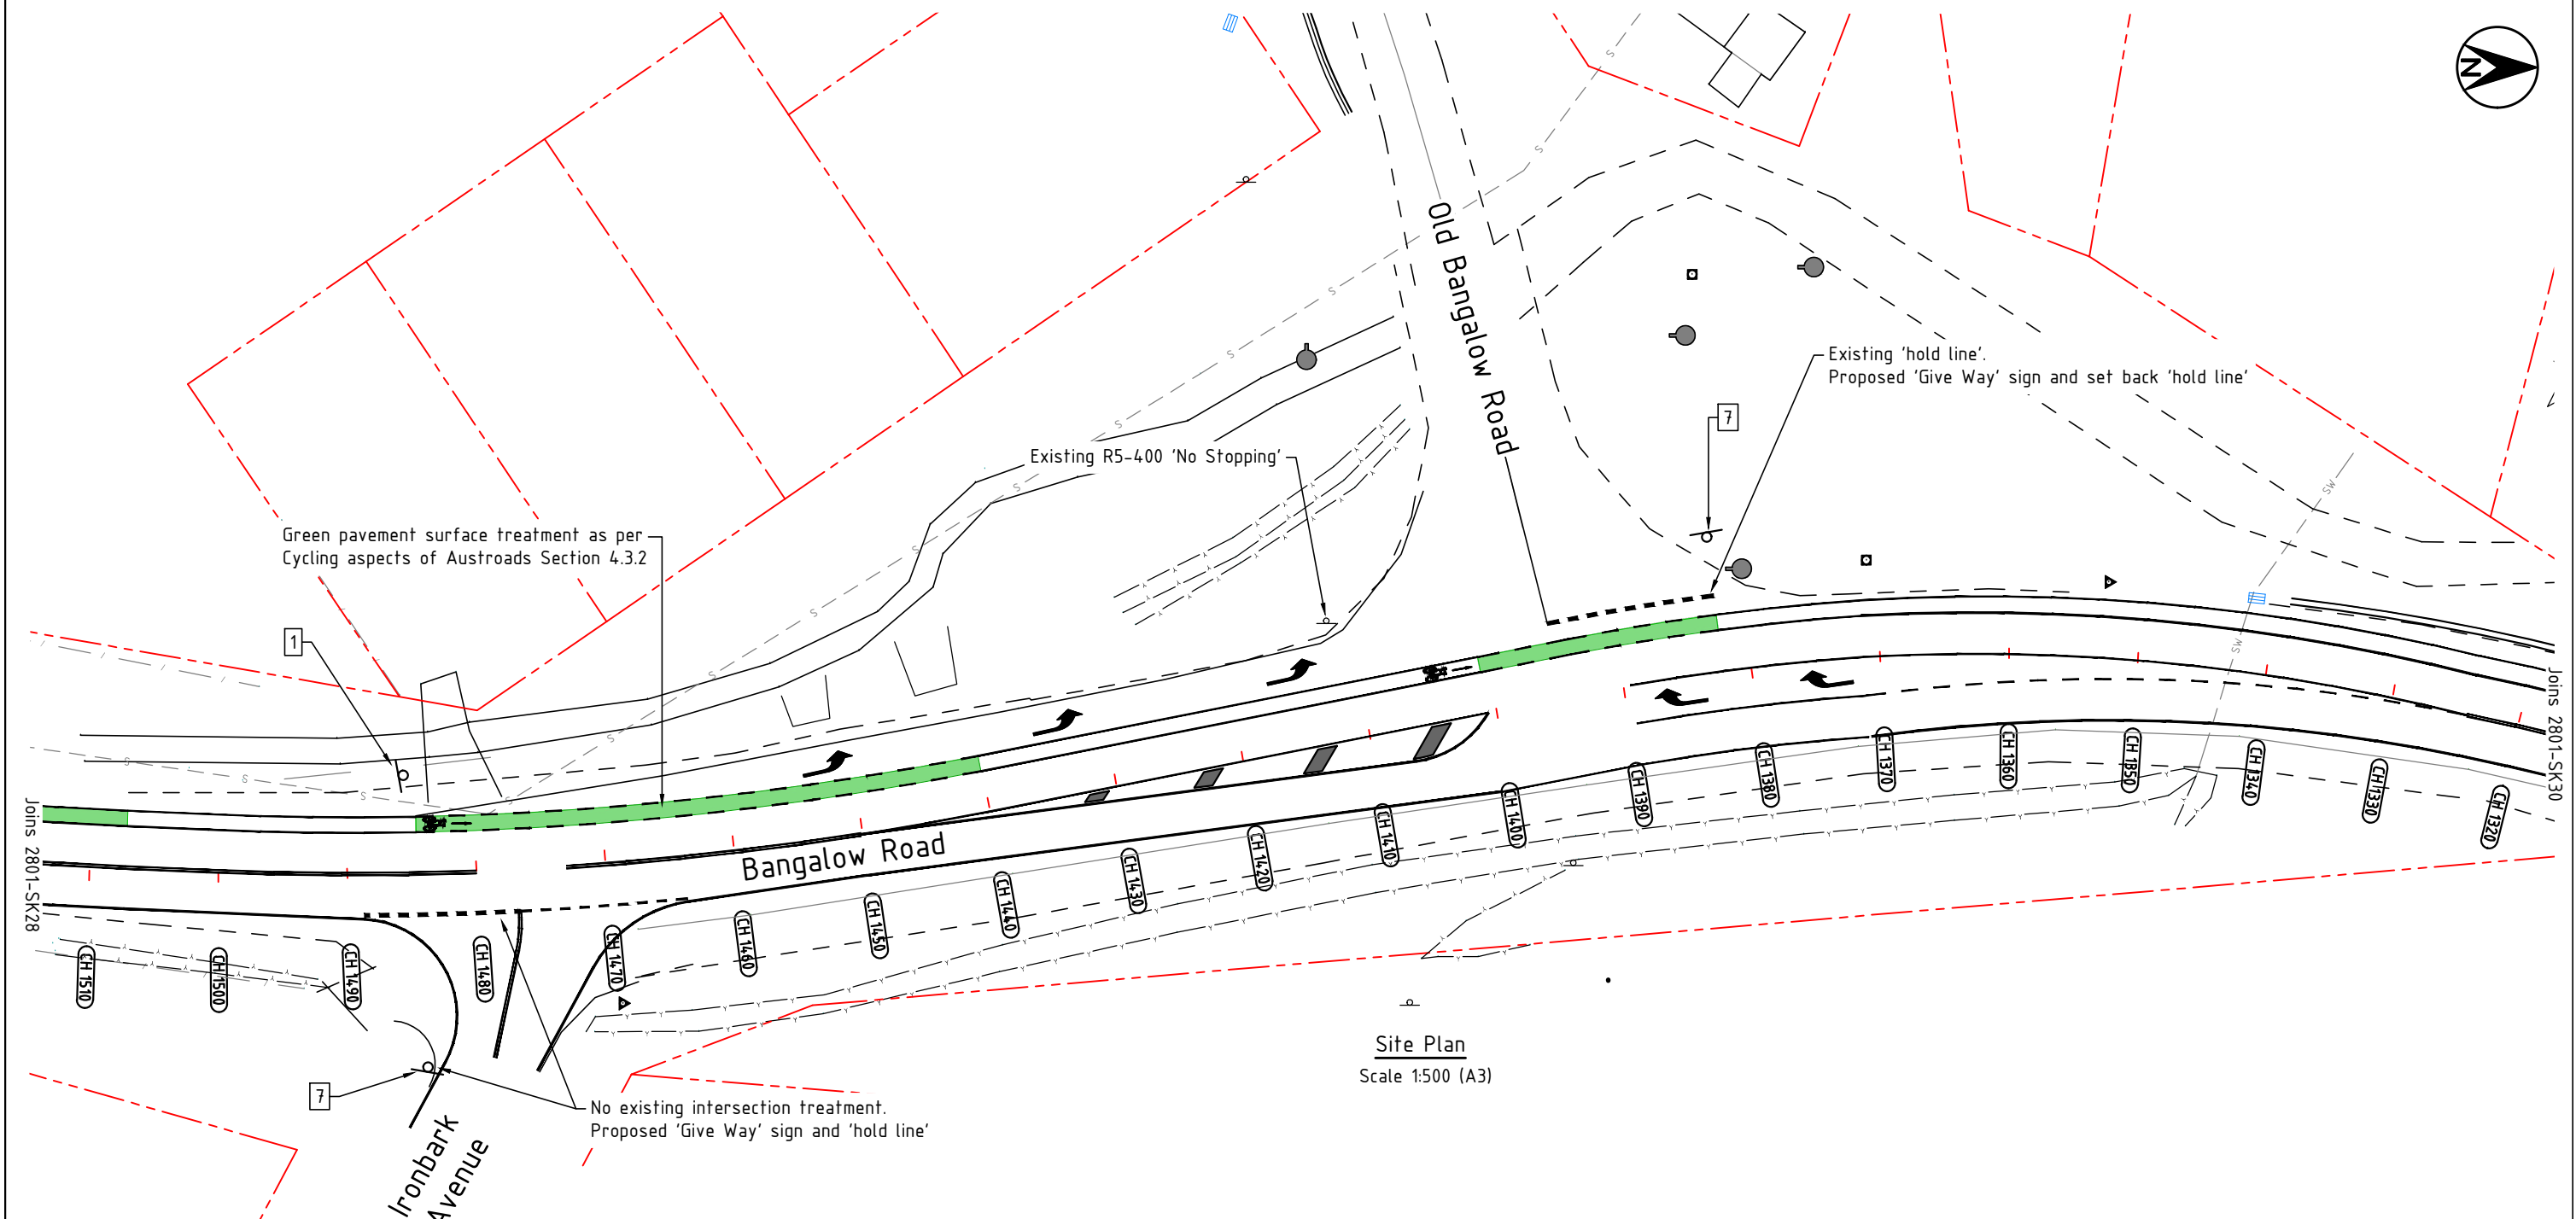 N
Old Bangalow Road
Existing 'hold line'.
Proposed 'Give Way' sign and set back 'hold line'
7
Existing R5-400 'No Stopping'
Green pavement surface treatment as per
Cycling aspects of Austroads Section 4.3.2
1
S
S
S
S
S
S
S
S
S
S
S
SW
SW
Joins 2801-SK28
Joins 2801-SK30
Bangalow Road
CH 1510
CH 1500
CH 1490
CH 1480
CH 1470
CH 1460
CH 1450
CH 1440
CH 1430
CH 1420
CH 1410
CH 1400
CH 1390
CH 1380
CH 1370
CH 1360
CH 1350
CH 1340
CH 1330
CH 1320
Site Plan
Scale 1:500 (A3)
7
No existing intersection treatment.
Proposed 'Give Way' sign and 'hold line'
Ironbark
Avenue